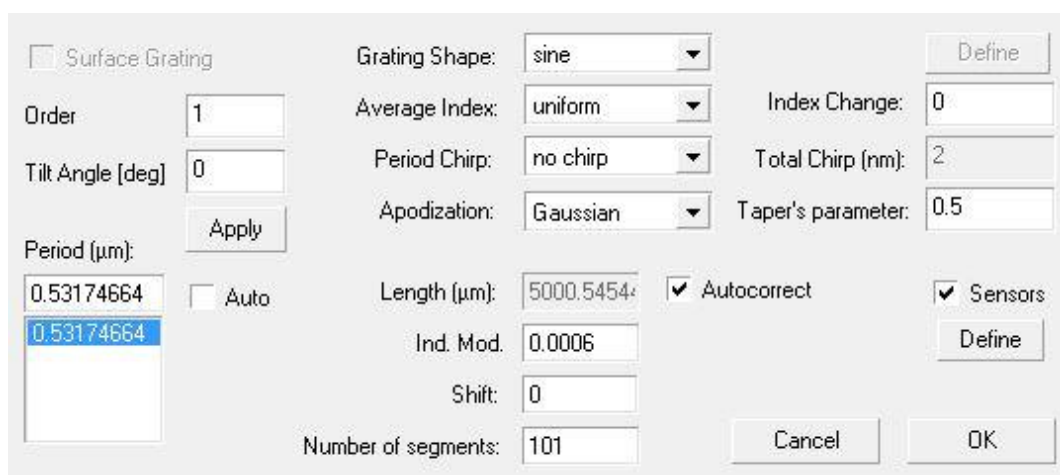 Surface Grating
Grating Shape: sine
Define
Order 1
Average Index: uniform
Index Change: 0
Tilt Angle [deg] 0
Period Chirp: no chirp
Total Chirp (nm): 2
Apply
Apodization: Gaussian
Taper's parameter: 0.5
Period (µm):
0.53174664
Auto
Length (µm): 5000.5454
Autocorrect
Sensors
0.53174664
Ind. Mod. 0.0006
Define
Shift: 0
Number of segments: 101
Cancel
OK